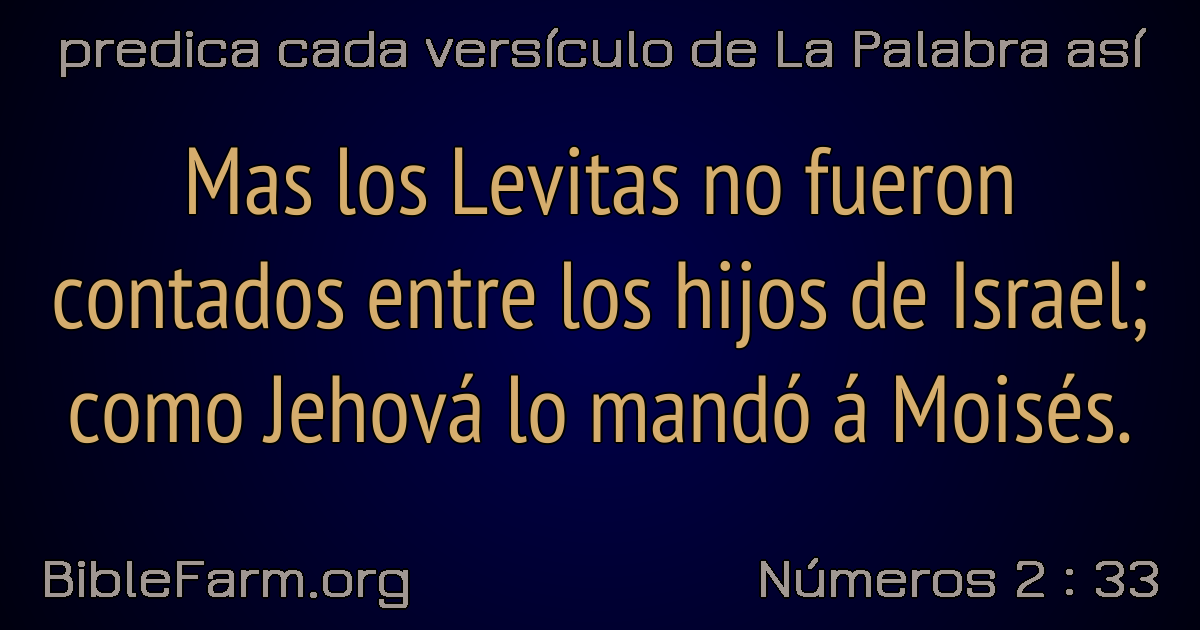 predica cada versículo de La Palabra así
Mas los Levitas no fueron
contados entre los hijos de Israel;
como Jehová lo mandó á Moisés.
BibleFarm.org
Números 2 : 33